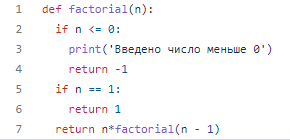 1 def factorial(n):
2   if n <= 0:
3     print('Введено число меньше 0')
4     return -1
5   if n == 1:
6     return 1
7   return n*factorial(n - 1)